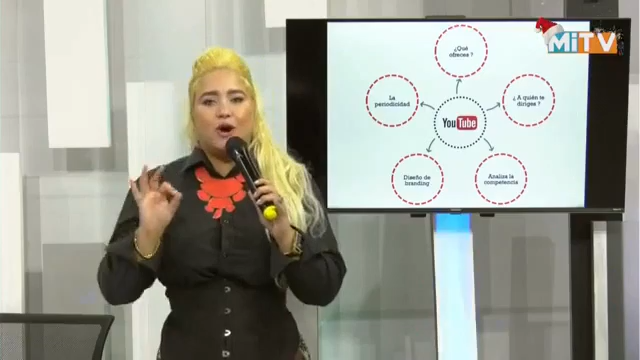 MiTV
¿Qué
ofreces ?
La
periodicidad
¿ A quién te
diriges ?
YouTube
Diseño de
branding
Analiza la
competencia